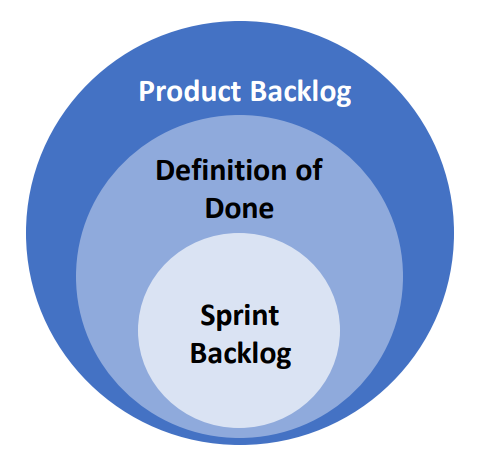 Product Backlog
Definition of
Done
Sprint
Backlog